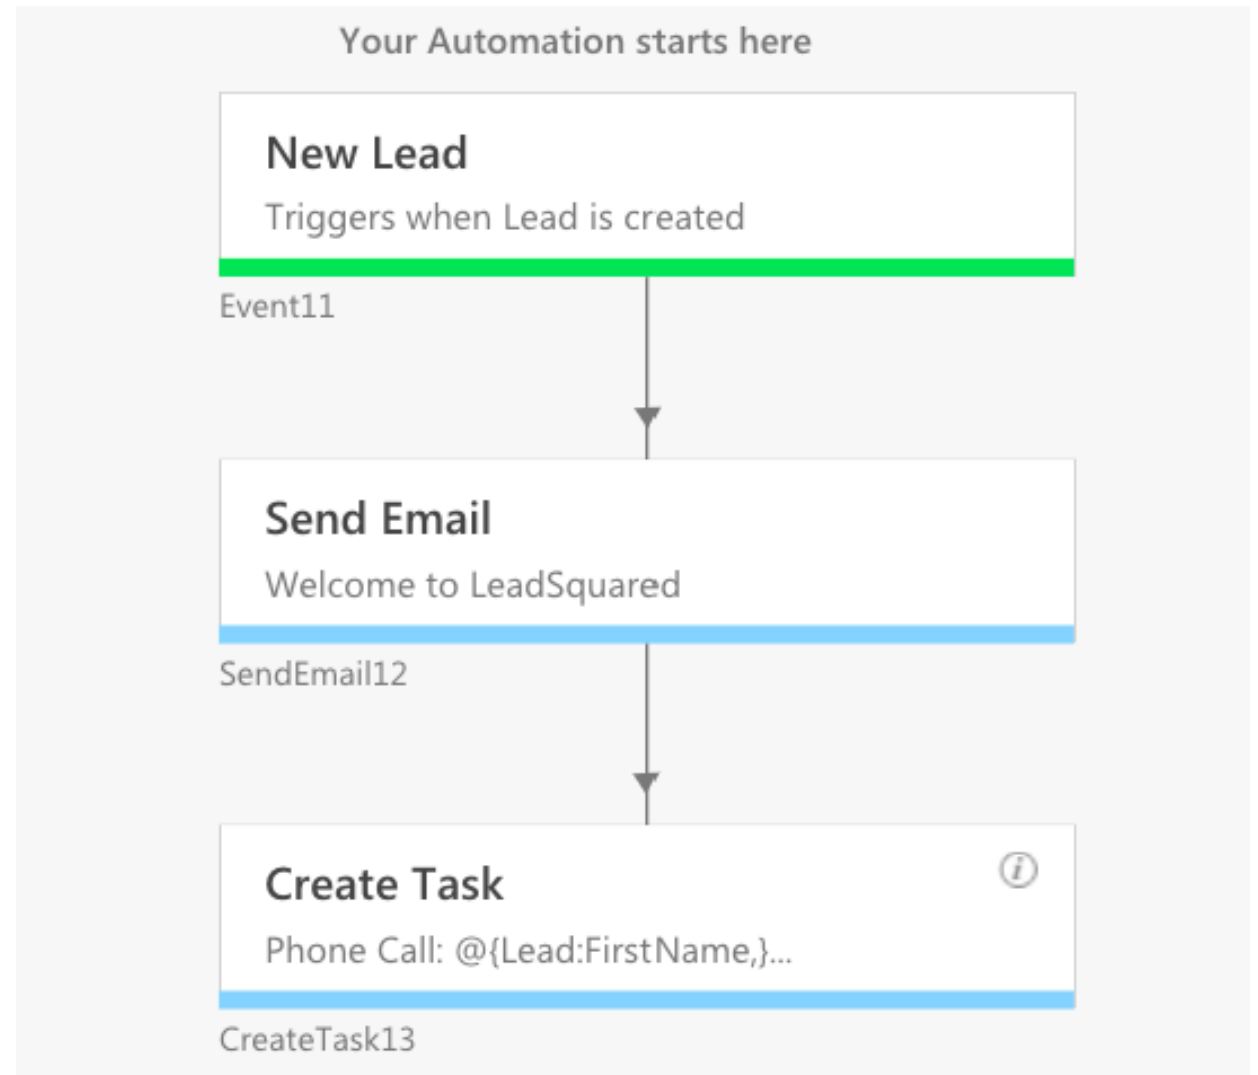 Your Automation starts here
New Lead
Triggers when Lead is created
Event11
Send Email
Welcome to LeadSquared
SendEmail12
Create Task
i
Phone Call: @{Lead:FirstName,}...
CreateTask13